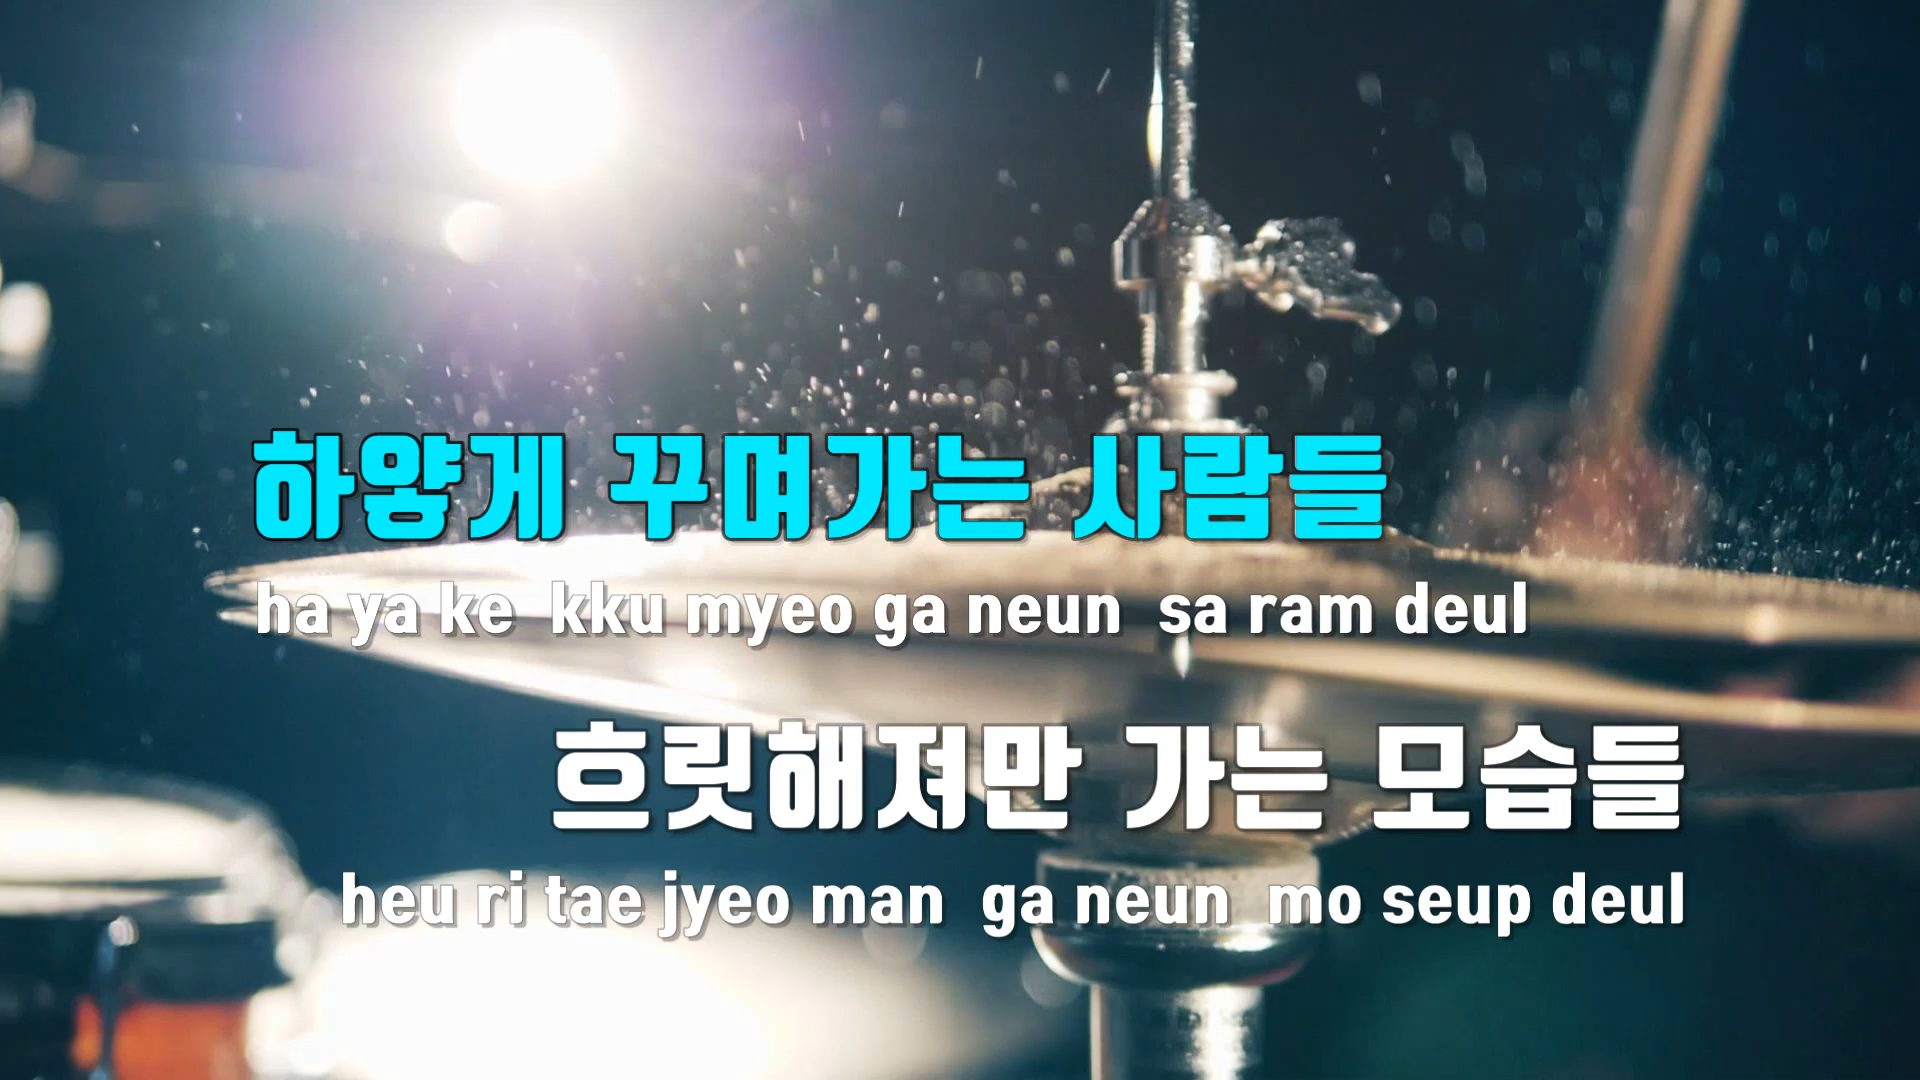 하얗게 꾸며가는 사람들
ha ya ke kku myeo ga neun sa ram deul
흐릿해져만 가는 모습들
heu ri tae jyeo man ga neun mo seup deul